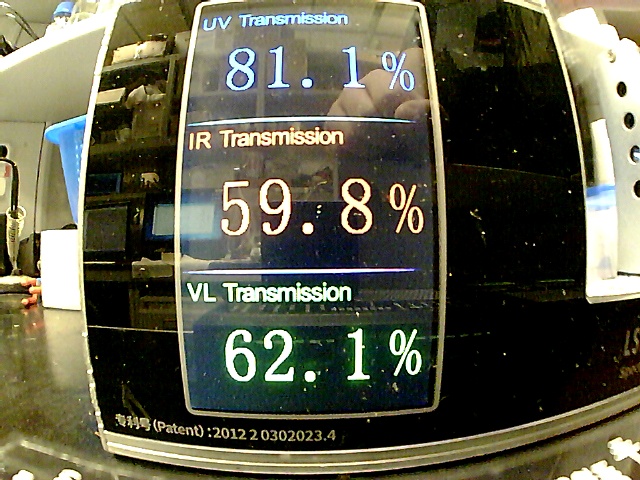 UV Transmission
81.1%
IR Transmission
59.8%
VL Transmission
62.1%
专利号(Patent):2012 2 0302023.4
LS